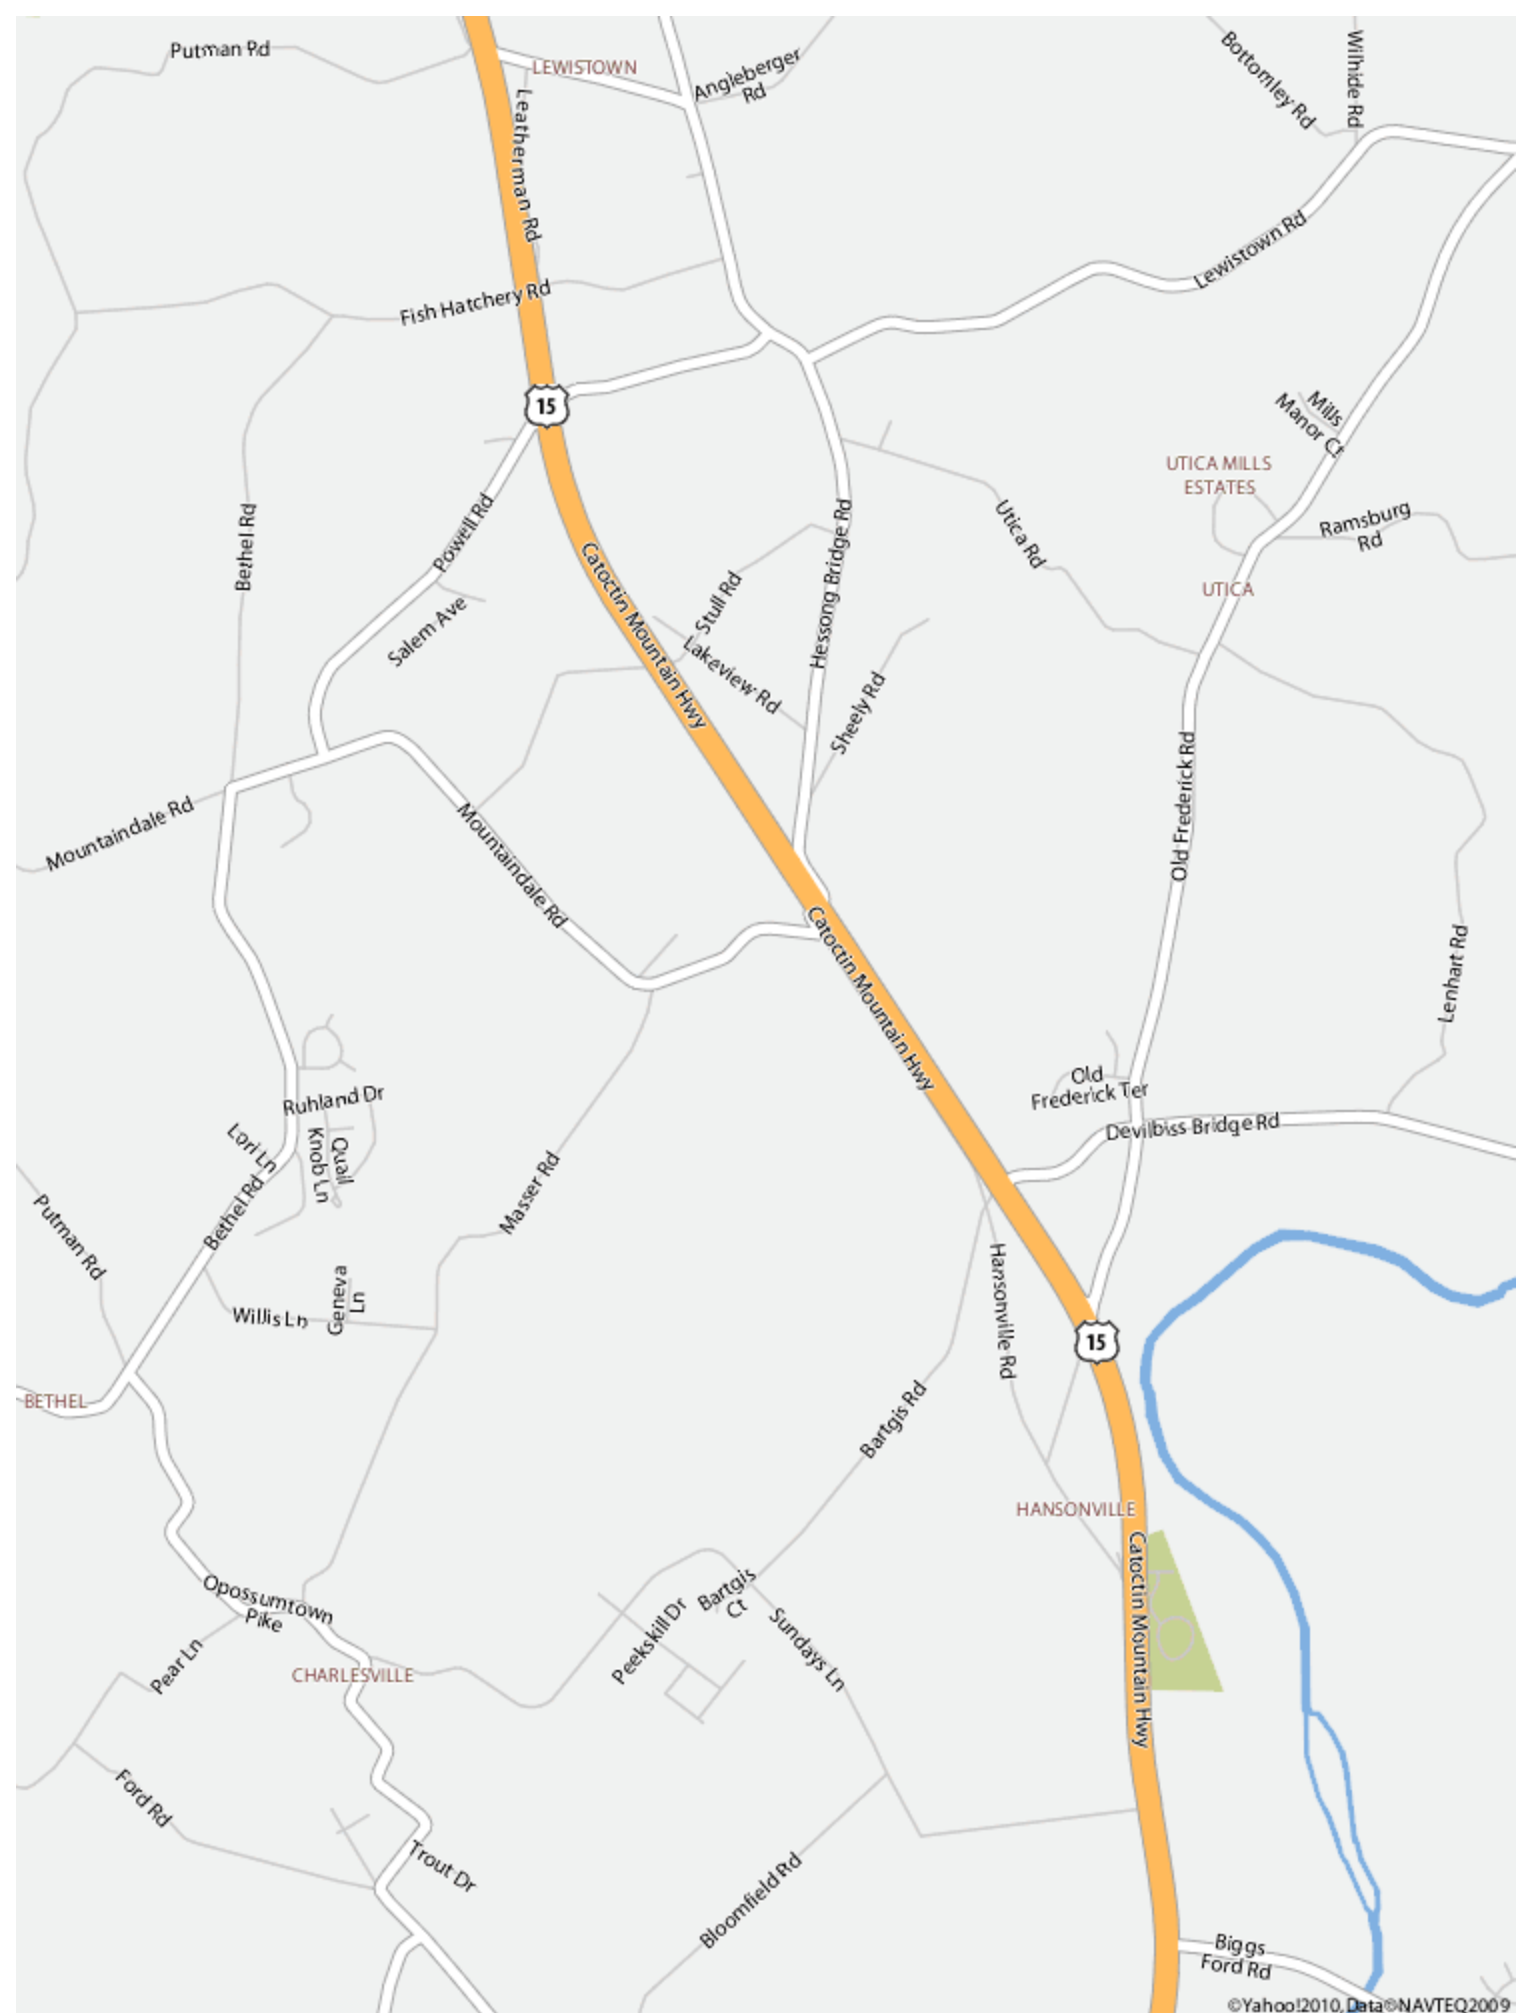 Putman Rd
LEWISTOWN
Angleberger
Rd
Bottomley Rd
Wilhide Rd
Leatherman Rd
Lewistown Rd
Fish Hatchery Rd
15
Mills
Manor Ct
UTICA MILLS
ESTATES
Ramsburg
Rd
Bethel Rd
Powell Rd
Utica Rd
Hessong Bridge Rd
Catoctin Mountain Hwy
Stull Rd
UTICA
Salem Ave
Lakeview Rd
Sheely Rd
Mountaindale Rd
Mountaindale Rd
Old Frederick Rd
Catoctin Mountain Hwy
Lenhart Rd
Old
Frederick Ter
Ruhland Dr
Devilbiss Bridge Rd
Lori Ln
Quail
Knob Ln
Bethel Rd
Masser Rd
Putman Rd
Hansonville Rd
Geneva
Ln
Willis Ln
15
BETHEL
Bartgis Rd
HANSONVILLE
Catoctin Mountain Hwy
Opossumtown
Pike
Bartgis
Ct
Peekskill Dr
Sundays Ln
Pear Ln
CHARLESVILLE
Ford Rd
Trout Dr
Bloomfield Rd
Biggs
Ford Rd
©Yahoo!2010, Data©NAVTEQ2009